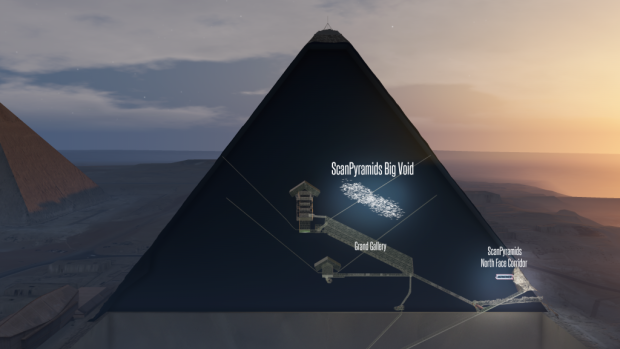 ScanPyramids Big Void
Grand Gallery
ScanPyramids
North Face Corridor